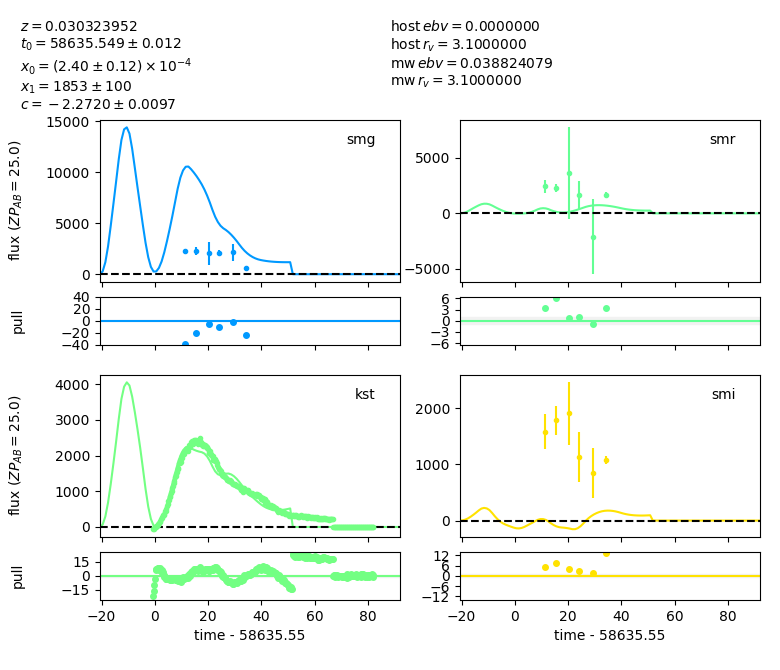 z = 0.030323952
t₀ = 58635.549 ± 0.012
x₀ = (2.40 ± 0.12) × 10⁻⁴
x₁ = 1853 ± 100
c = −2.2720 ± 0.0097
host ebv = 0.0000000
host r_v = 3.1000000
mw ebv = 0.038824079
mw r_v = 3.1000000
smg
flux (ZP_AB = 25.0)
15000
10000
5000
0
smr
5000
0
−5000
pull
40
20
0
−20
−40
6
3
0
−3
−6
kst
flux (ZP_AB = 25.0)
4000
3000
2000
1000
0
smi
2000
1000
0
pull
15
0
−15
12
6
0
−6
−12
−20 0 20 40 60 80
time - 58635.55
−20 0 20 40 60 80
time - 58635.55